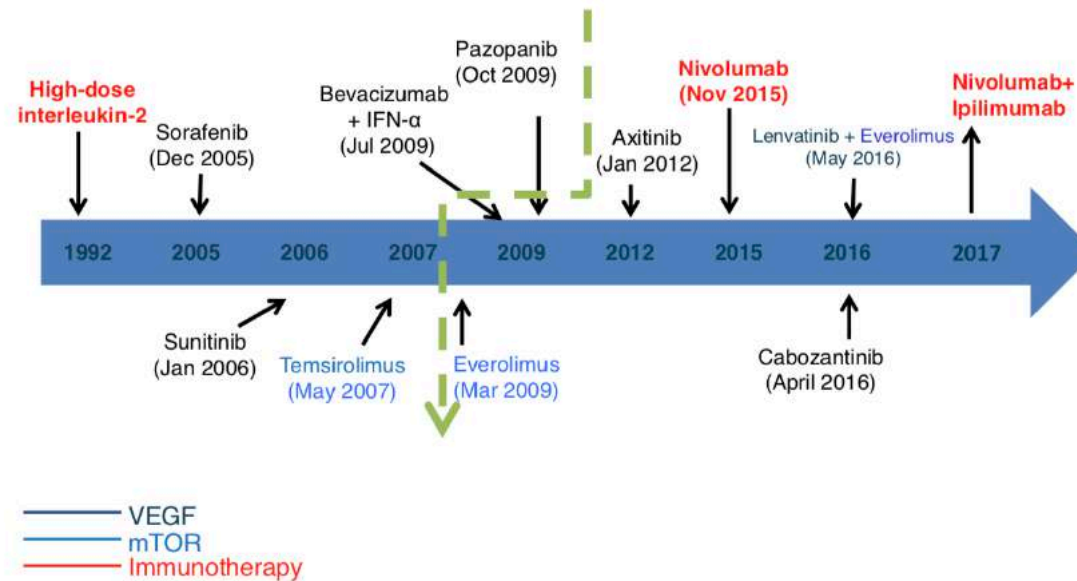 High-dose
interleukin-2
Sorafenib
(Dec 2005)
Bevacizumab
+ IFN-α
(Jul 2009)
Pazopanib
(Oct 2009)
Axitinib
(Jan 2012)
Nivolumab
(Nov 2015)
Lenvatinib + Everolimus
(May 2016)
Nivolumab+
Ipilimumab
1992 2005 2006 2007 2009 2012 2015 2016 2017
Sunitinib
(Jan 2006)
Temsirolimus
(May 2007)
Everolimus
(Mar 2009)
Cabozantinib
(April 2016)
VEGF
mTOR
Immunotherapy